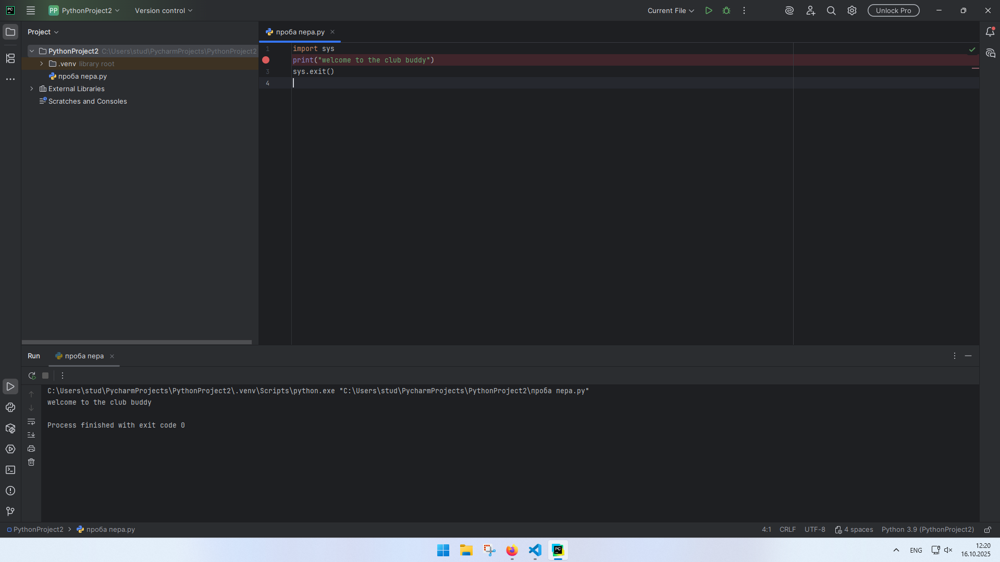 PC PP PythonProject2 Version control Current File Unlock Pro
Project
проба пера.py
PythonProject2 C:\Users\stud\PycharmProjects\PythonProject2
.venv library root
проба пера.py
External Libraries
Scratches and Consoles
1 import sys
print("welcome to the club buddy")
3 sys.exit()
4
Run проба пера
C:\Users\stud\PycharmProjects\PythonProject2\.venv\Scripts\python.exe "C:\Users\stud\PycharmProjects\PythonProject2\проба пера.py"
welcome to the club buddy
Process finished with exit code 0
PythonProject2 проба пера.py 4:1 CRLF UTF-8 4 spaces Python 3.9 (PythonProject2)
PC
ENG
12:20
16.10.2025